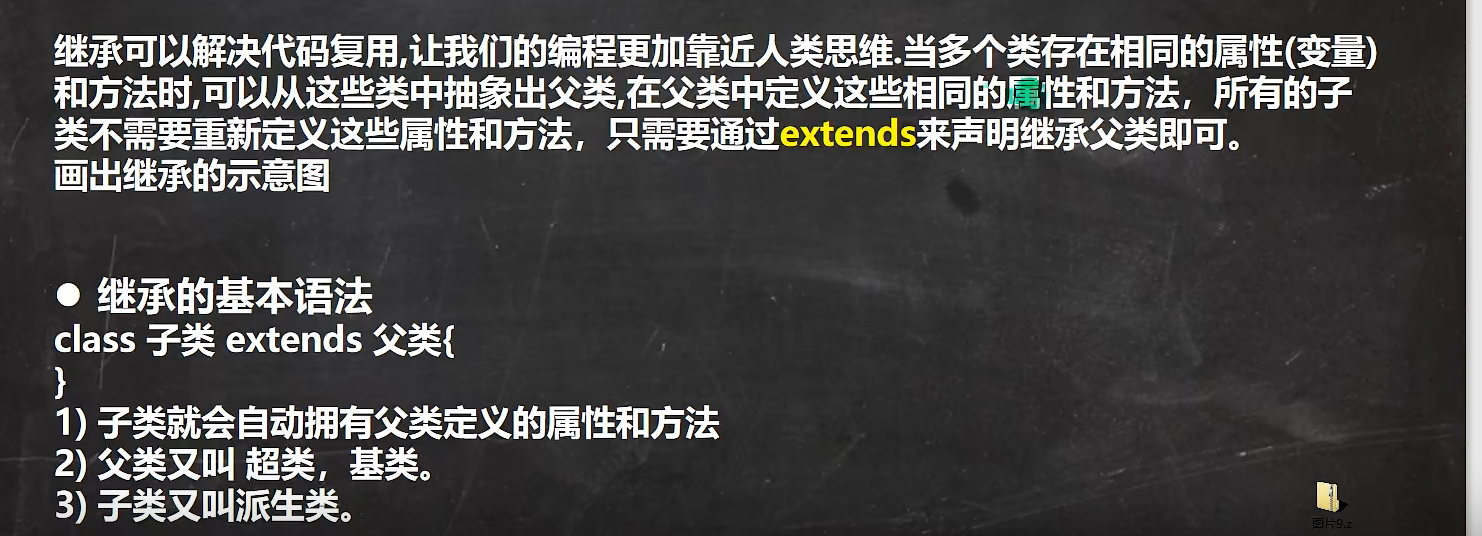 继承可以解决代码复用,让我们的编程更加靠近人类思维.当多个类存在相同的属性(变量)
和方法时,可以从这些类中抽象出父类,在父类中定义这些相同的属性和方法，所有的子
类不需要重新定义这些属性和方法，只需要通过extends来声明继承父类即可。
画出继承的示意图
● 继承的基本语法
class 子类 extends 父类{
}
1) 子类就会自动拥有父类定义的属性和方法
2) 父类又叫 超类，基类。
3) 子类又叫派生类。
图片9.z